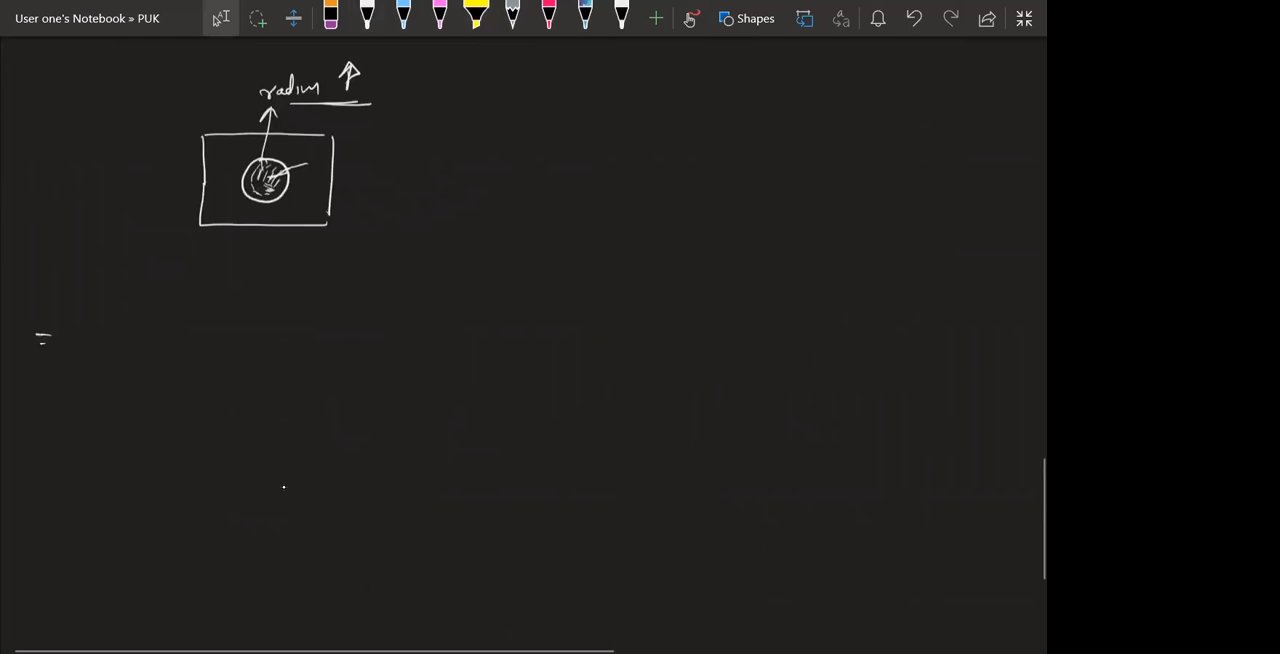 User one's Notebook » PUK
Shapes
radius ↑
=